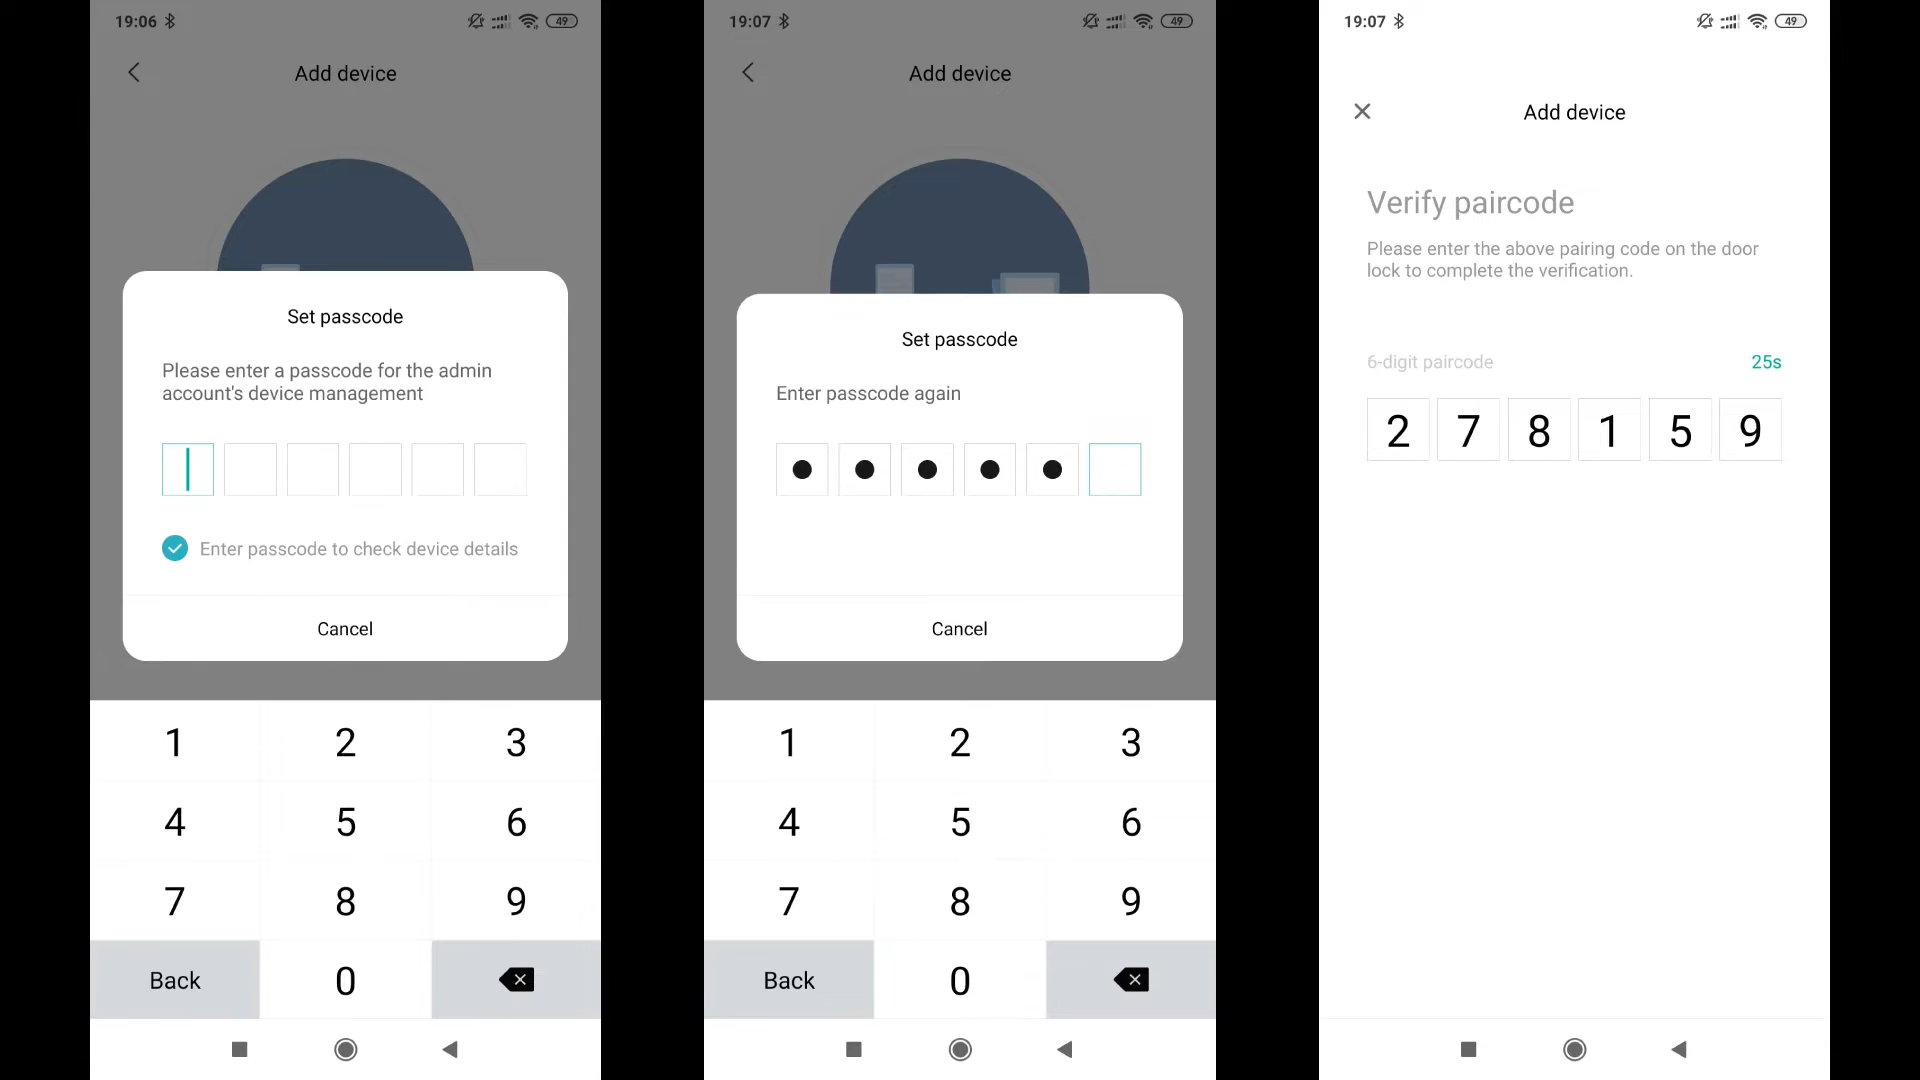 19:06
49
Add device
Set passcode
Please enter a passcode for the admin
account's device management
Enter passcode to check device details
Cancel
1 2 3
4 5 6
7 8 9
Back 0
19:07
49
Add device
Set passcode
Enter passcode again
Cancel
1 2 3
4 5 6
7 8 9
Back 0
19:07
49
Add device
Verify paircode
Please enter the above pairing code on the door
lock to complete the verification.
6-digit paircode 25s
2 7 8 1 5 9